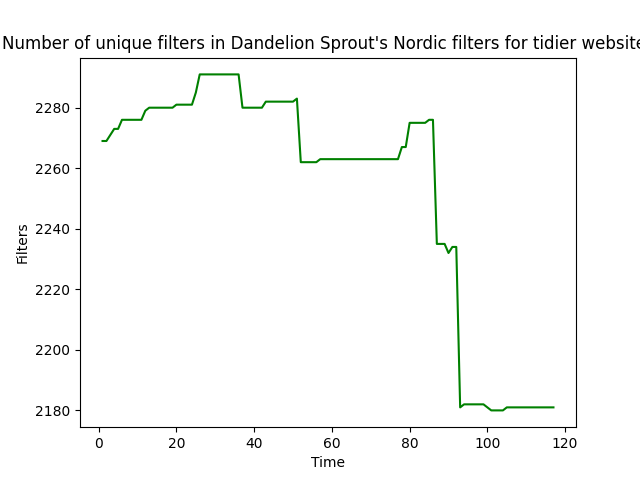 Number of unique filters in Dandelion Sprout's Nordic filters for tidier website
Filters
2280
2260
2240
2220
2200
2180
0 20 40 60 80 100 120
Time